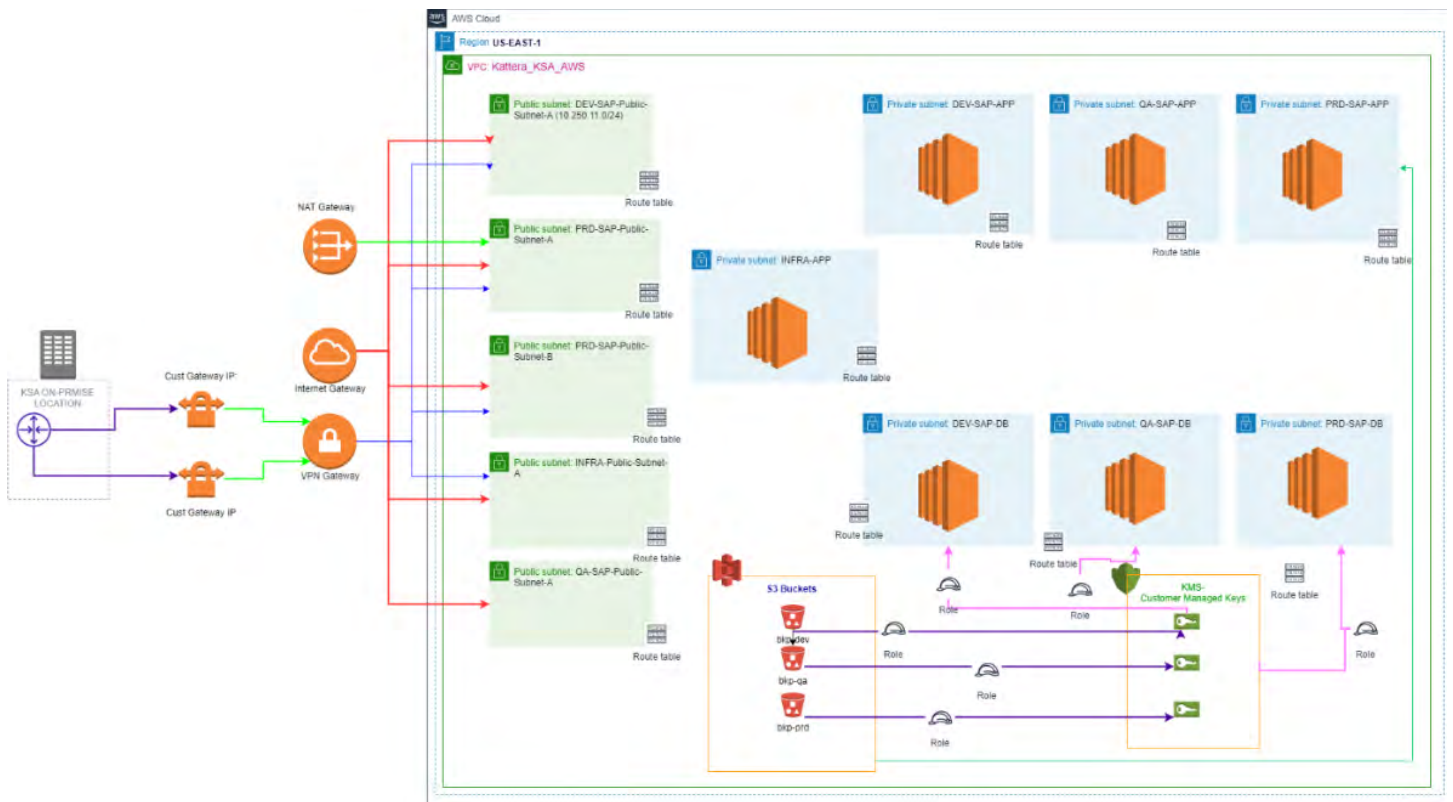 aws AWS Cloud
Region US-EAST-1
VPC: Kattera_KSA_AWS
Public subnet: DEV-SAP-Public-
Subnet-A (10.250.11.0/24)
Route table
Public subnet: PRD-SAP-Public-
Subnet-A
Route table
Public subnet: PRD-SAP-Public-
Subnet-B
Route table
Public subnet: INFRA-Public-Subnet-
A
Route table
Public subnet: QA-SAP-Public-
Subnet-A
Route table
NAT Gateway
Internet Gateway
VPN Gateway
Cust Gateway IP:
Cust Gateway IP
KSA ON-PRMISE
LOCATION
Private subnet: DEV-SAP-APP
Route table
Private subnet: QA-SAP-APP
Route table
Private subnet: PRD-SAP-APP
Route table
Private subnet: INFRA-APP
Route table
Private subnet: DEV-SAP-DB
Route table
Private subnet: QA-SAP-DB
Route table
Private subnet: PRD-SAP-DB
Route table
S3 Buckets
bkp-dev
bkp-qa
bkp-prd
Role
Role
Role
Role
Role
Role
KMS-
Customer Managed Keys